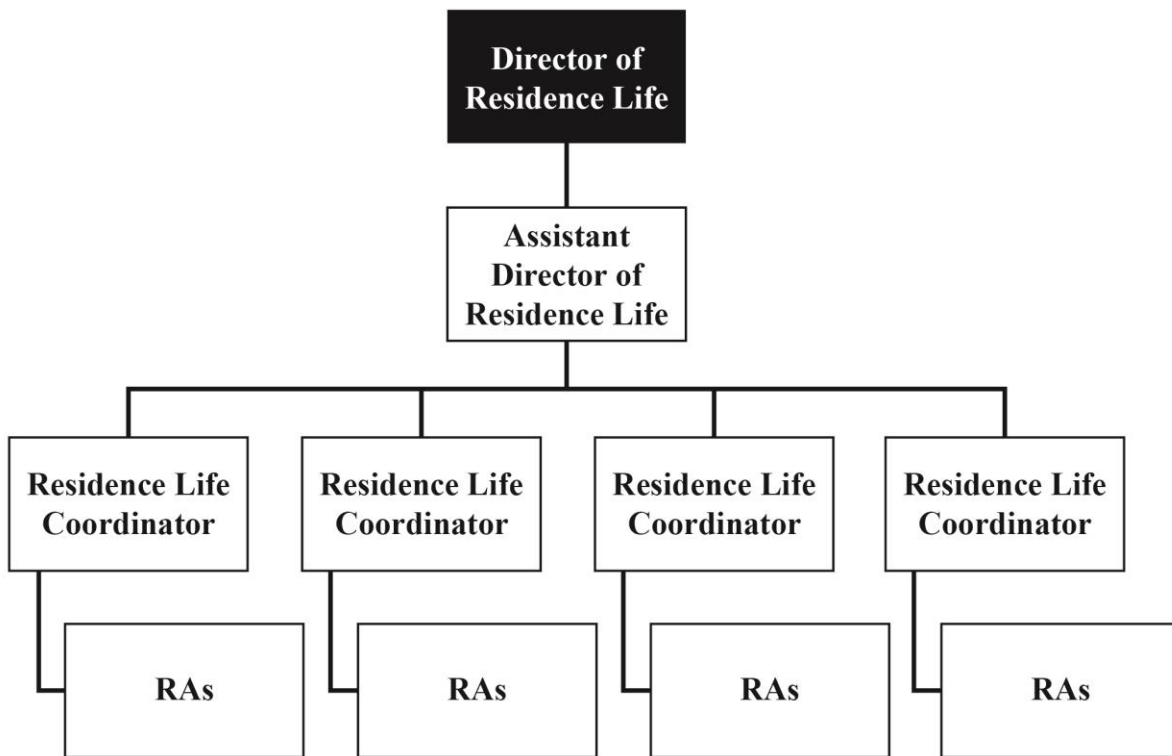 Director of
Residence Life
Assistant
Director of
Residence Life
Residence Life
Coordinator
Residence Life
Coordinator
Residence Life
Coordinator
Residence Life
Coordinator
RAs
RAs
RAs
RAs